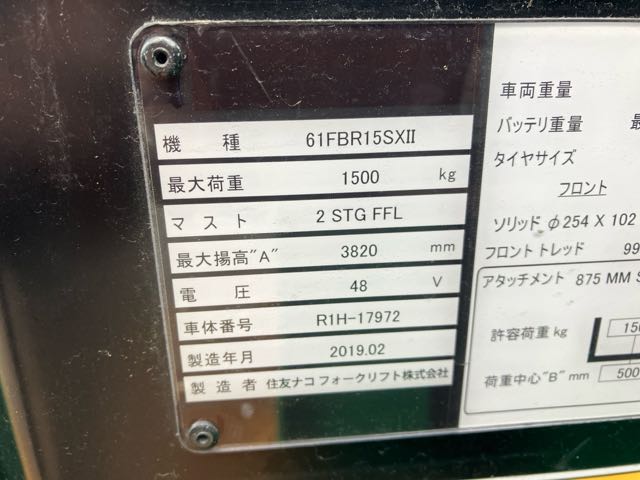 機 種 61FBR15SXII
最大荷重 1500 kg
マスト 2 STG FFL
最大揚高"A" 3820 mm
電 圧 48 V
車体番号 R1H-17972
製造年月 2019.02
製造者 住友ナコ フォークリフト株式会社
車両重量
バッテリ重量
タイヤサイズ
フロント
ソリッド φ254 X 102
フロント トレッド 99
アタッチメント 875 MM S
許容荷重 kg 150
荷重中心"B" mm 500